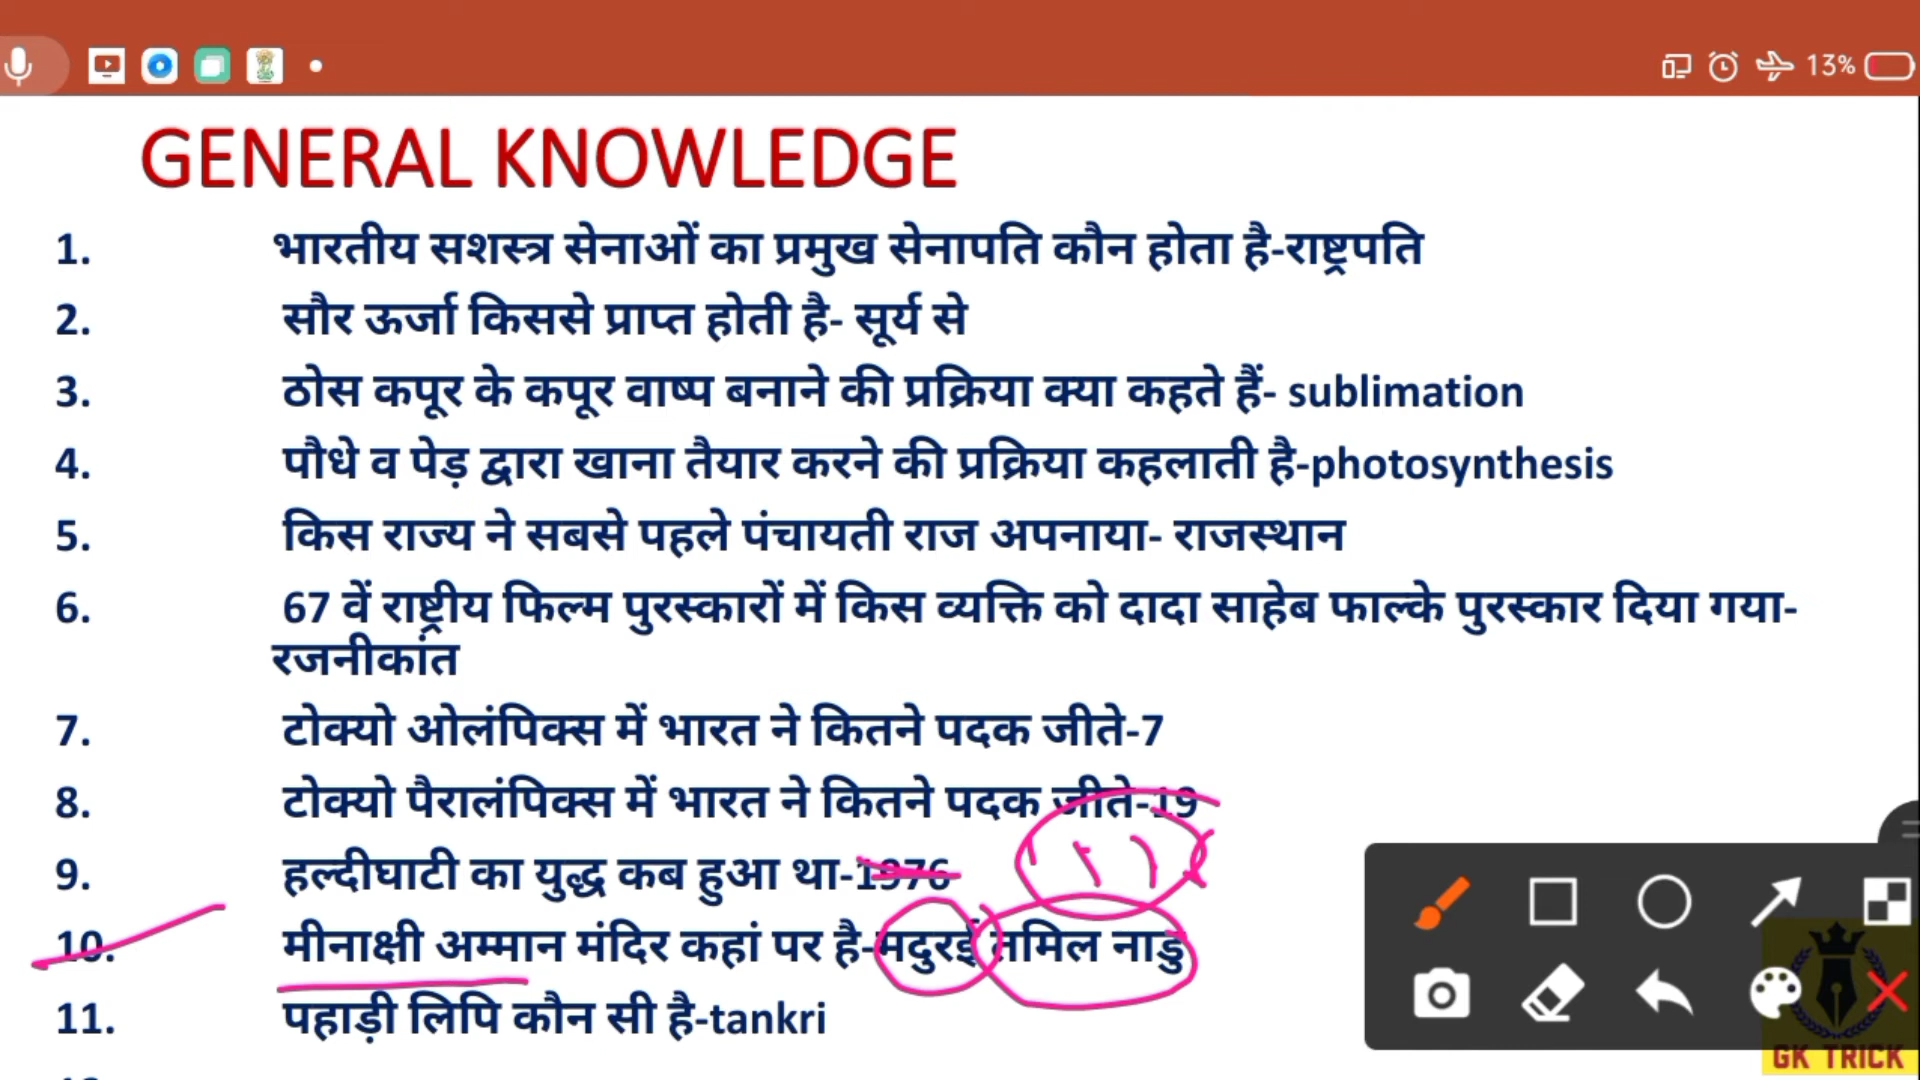 13%
GENERAL KNOWLEDGE
1. भारतीय सशस्त्र सेनाओं का प्रमुख सेनापति कौन होता है-राष्ट्रपति
2. सौर ऊर्जा किससे प्राप्त होती है- सूर्य से
3. ठोस कपूर के कपूर वाष्प बनाने की प्रक्रिया क्या कहते हैं- sublimation
4. पौधे व पेड़ द्वारा खाना तैयार करने की प्रक्रिया कहलाती है-photosynthesis
5. किस राज्य ने सबसे पहले पंचायती राज अपनाया- राजस्थान
6. 67 वें राष्ट्रीय फिल्म पुरस्कारों में किस व्यक्ति को दादा साहेब फाल्के पुरस्कार दिया गया-
रजनीकांत
7. टोक्यो ओलंपिक्स में भारत ने कितने पदक जीते-7
8. टोक्यो पैरालंपिक्स में भारत ने कितने पदक जीते-19
9. हल्दीघाटी का युद्ध कब हुआ था-1976
10. मीनाक्षी अम्मान मंदिर कहां पर है-मदुरई तमिल नाडु
11. पहाड़ी लिपि कौन सी है-tankri
GK TRICK